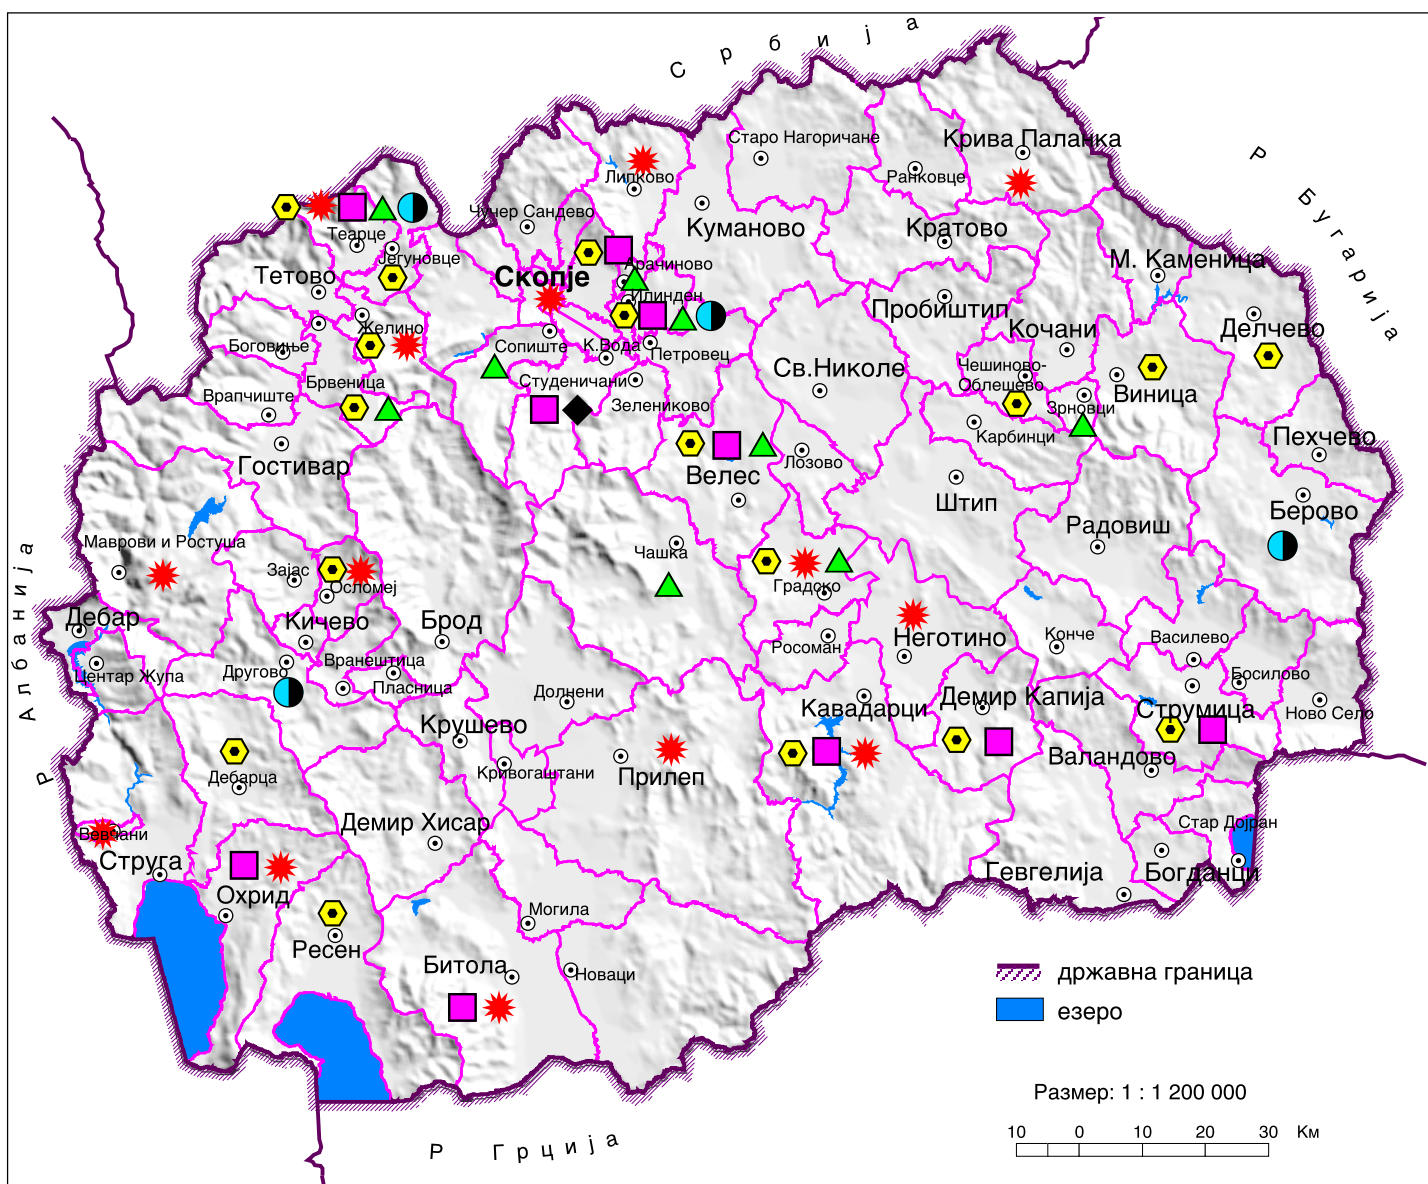 Србија
Р Бугарија
Р Албанија
Р Грција
Старо Нагоричане
Крива Паланка
Липково
Ранковце
Чучер Сандево
Куманово
Кратово
Теарце
Јегуновце
Арачиново
М. Каменица
Тетово
Скопје
Илинден
Пробиштип
Кочани
Делчево
Желино
Боговиње
Сопиште
К.Вода
Петровец
Св.Николе
Чешиново-
Облешево
Врапчиште
Брвеница
Студеничани
Зелениково
Зрновци
Виница
Карбинци
Пехчево
Гостивар
Велес
Лозово
Штип
Берово
Радовиш
Маврови и Ростуша
Чашка
Зајас
Осломеј
Градско
Дебар
Кичево
Брод
Неготино
Конче
Василево
Росоман
Центар Жупа
Другово
Вранештица
Пласница
Босилово
Долнени
Демир Капија
Кавадарци
Струмица
Ново Село
Крушево
Валандово
Кривогаштани
Прилеп
Дебарца
Вевчани
Демир Хисар
Стар Дојран
Струга
Гевгелија
Богданци
Охрид
Могила
Ресен
Битола
Новаци
државна граница
езеро
Размер: 1 : 1 200 000
10 0 10 20 30 Км